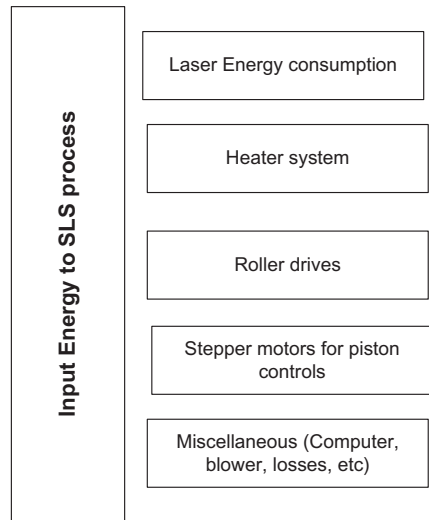 Input Energy to SLS process
Laser Energy consumption
Heater system
Roller drives
Stepper motors for piston
controls
Miscellaneous (Computer,
blower, losses, etc)